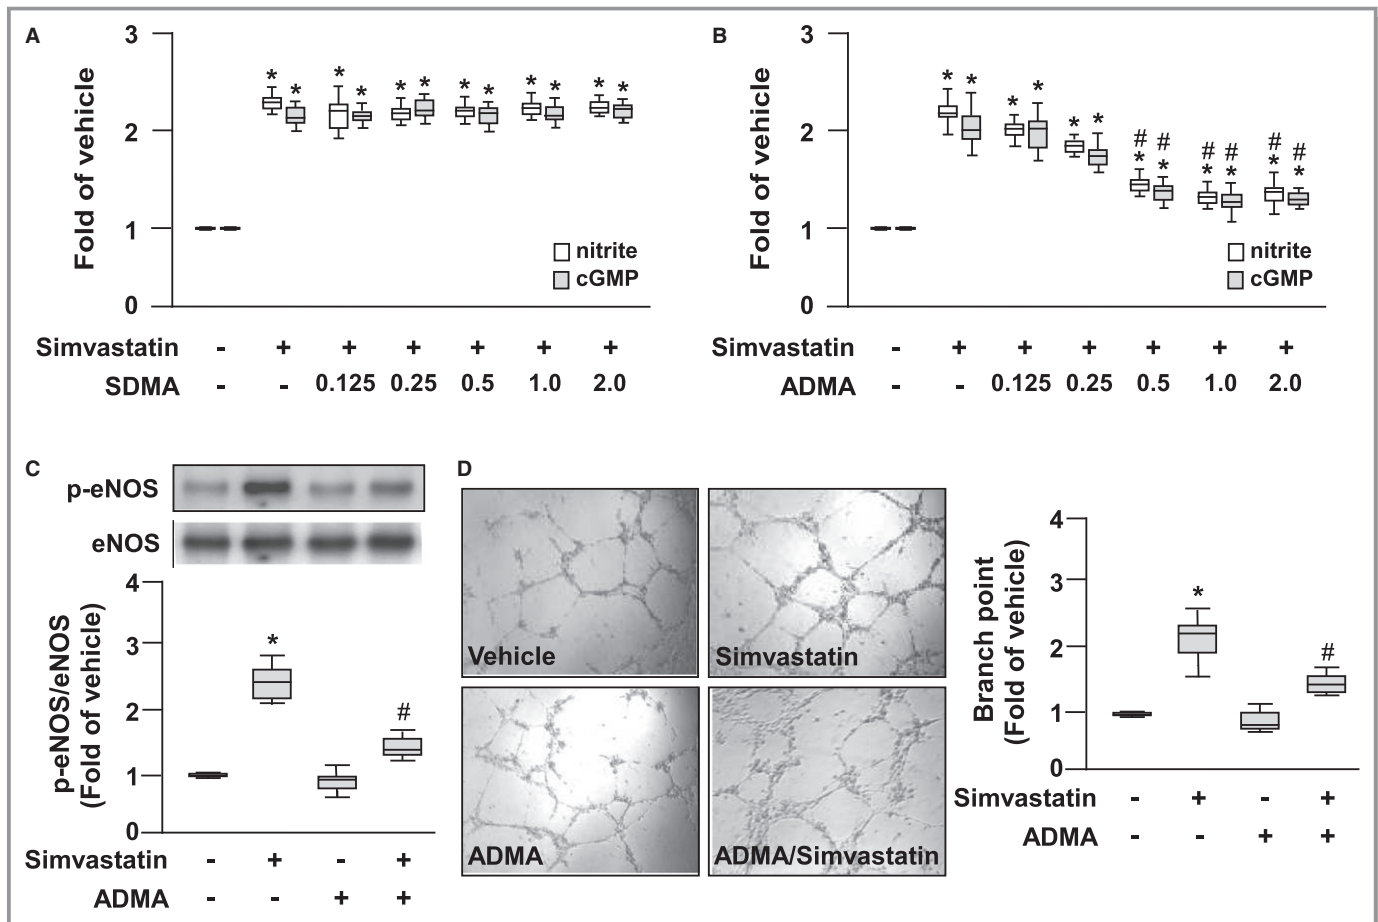 A
3
2
1
0
Fold of vehicle
* * * * * * * * * * * *
nitrite
cGMP
Simvastatin - + + + + + +
SDMA - - 0.125 0.25 0.5 1.0 2.0
B
3
2
1
0
Fold of vehicle
* * * * * * # * # * # * # * # * # *
nitrite
cGMP
Simvastatin - + + + + + +
ADMA - - 0.125 0.25 0.5 1.0 2.0
C
p-eNOS
eNOS
4
3
2
1
0
p-eNOS/eNOS
(Fold of vehicle)
*
#
Simvastatin - + - +
ADMA - - + +
D
Vehicle
Simvastatin
ADMA
ADMA/Simvastatin
4
3
2
1
0
Branch point
(Fold of vehicle)
*
#
Simvastatin - + - +
ADMA - - + +